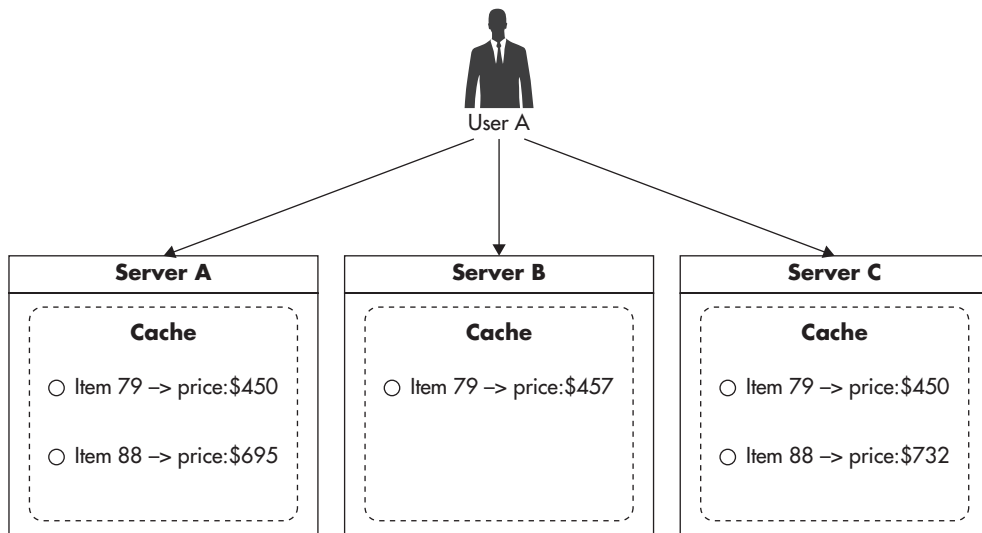 User A
Server A
Server B
Server C
Cache
Cache
Cache
Item 79 –> price:$450
Item 79 –> price:$457
Item 79 –> price:$450
Item 88 –> price:$695
Item 88 –> price:$732